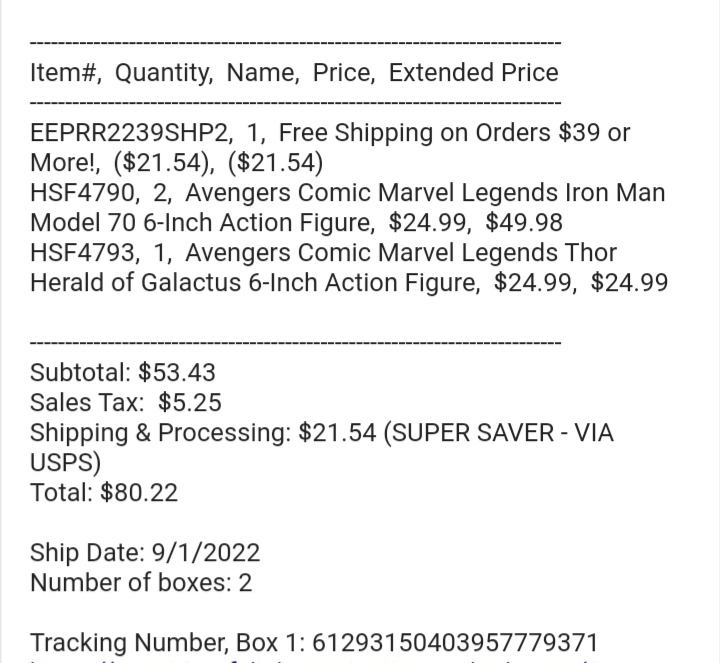 ----------------------------------------------------------------------------
Item#,  Quantity,  Name,  Price,  Extended Price
----------------------------------------------------------------------------
EEPRR2239SHP2,  1,  Free Shipping on Orders $39 or
More!,  ($21.54),  ($21.54)
HSF4790,  2,  Avengers Comic Marvel Legends Iron Man
Model 70 6-Inch Action Figure,  $24.99,  $49.98
HSF4793,  1,  Avengers Comic Marvel Legends Thor
Herald of Galactus 6-Inch Action Figure,  $24.99,  $24.99
----------------------------------------------------------------------------
Subtotal: $53.43
Sales Tax:  $5.25
Shipping & Processing: $21.54 (SUPER SAVER - VIA
USPS)
Total: $80.22
Ship Date: 9/1/2022
Number of boxes: 2
Tracking Number, Box 1: 61293150403957779371